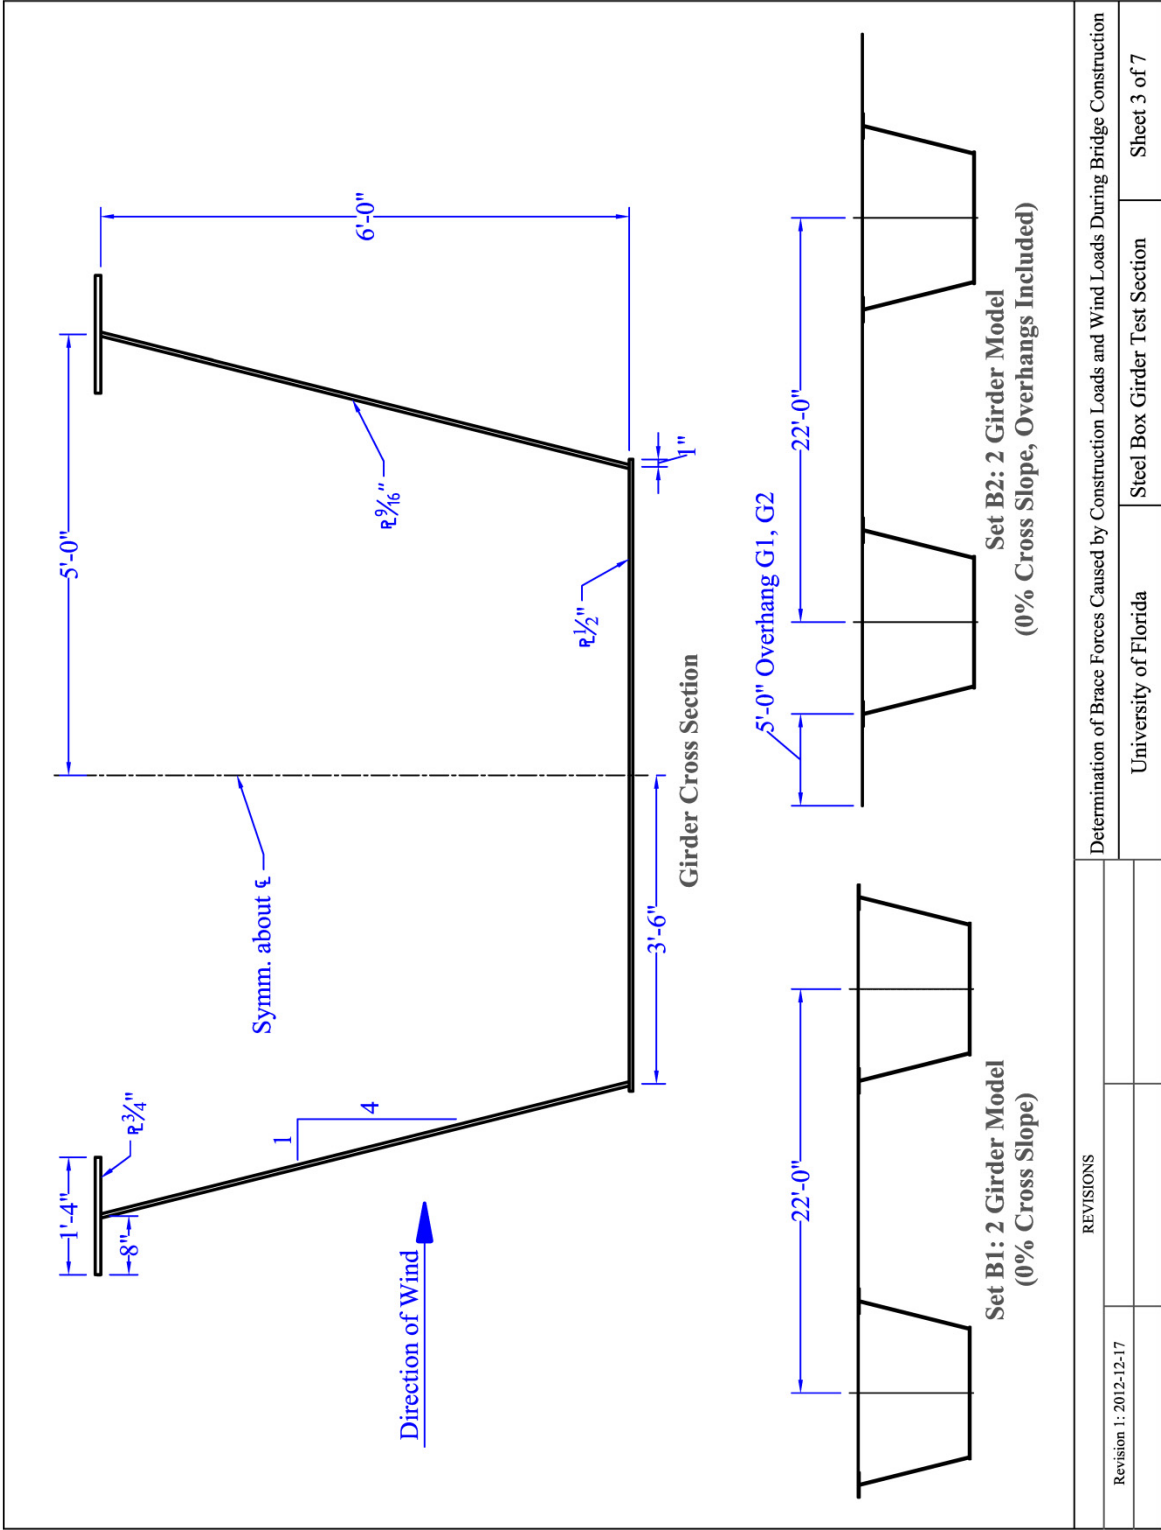 1'-4"
8"
℄ 3/4"
5'-0"
6'-0"
Symm. about ℄
1
4
Direction of Wind
℄ 9/16"
℄ 1/2"
1"
3'-6"
Girder Cross Section
22'-0"
Set B1: 2 Girder Model
(0% Cross Slope)
5'-0" Overhang G1, G2
22'-0"
Set B2: 2 Girder Model
(0% Cross Slope, Overhangs Included)
REVISIONS
Revision 1: 2012-12-17
Determination of Brace Forces Caused by Construction Loads and Wind Loads During Bridge Construction
University of Florida
Steel Box Girder Test Section
Sheet 3 of 7